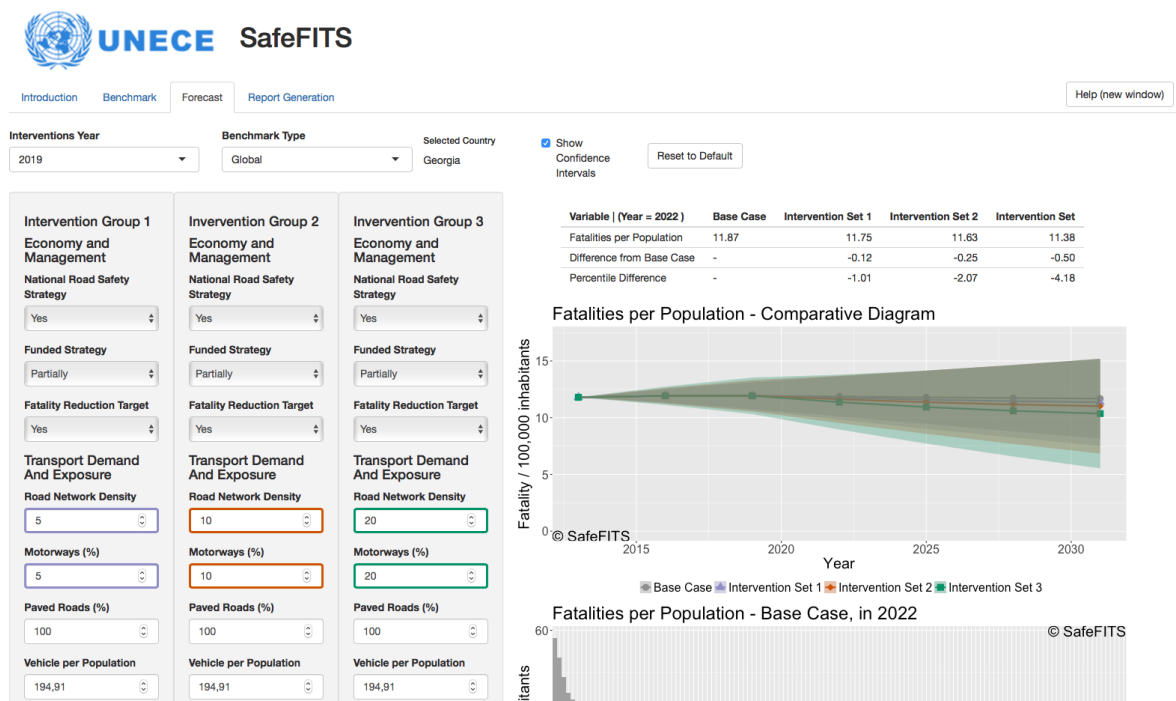 UNECE SafeFITS
Introduction Benchmark Forecast Report Generation Help (new window)
Interventions Year
2019
Benchmark Type
Global
Selected Country
Georgia
Show
Confidence
Intervals
Reset to Default
Intervention Group 1
Economy and
Management
National Road Safety
Strategy
Yes
Funded Strategy
Partially
Fatality Reduction Target
Yes
Transport Demand
And Exposure
Road Network Density
5
Motorways (%)
5
Paved Roads (%)
100
Vehicle per Population
194,91
Invervention Group 2
Economy and
Management
National Road Safety
Strategy
Yes
Funded Strategy
Partially
Fatality Reduction Target
Yes
Transport Demand
And Exposure
Road Network Density
10
Motorways (%)
10
Paved Roads (%)
100
Vehicle per Population
194,91
Invervention Group 3
Economy and
Management
National Road Safety
Strategy
Yes
Funded Strategy
Partially
Fatality Reduction Target
Yes
Transport Demand
And Exposure
Road Network Density
20
Motorways (%)
20
Paved Roads (%)
100
Vehicle per Population
194,91
Variable | (Year = 2022 ) Base Case Intervention Set 1 Intervention Set 2 Intervention Set
Fatalities per Population 11.87 11.75 11.63 11.38
Difference from Base Case - -0.12 -0.25 -0.50
Percentile Difference - -1.01 -2.07 -4.18
Fatalities per Population - Comparative Diagram
Fatality / 100,000 inhabitants
15
10
5
0
© SafeFITS
2015 2020 2025 2030
Year
Base Case Intervention Set 1 Intervention Set 2 Intervention Set 3
Fatalities per Population - Base Case, in 2022
60
© SafeFITS